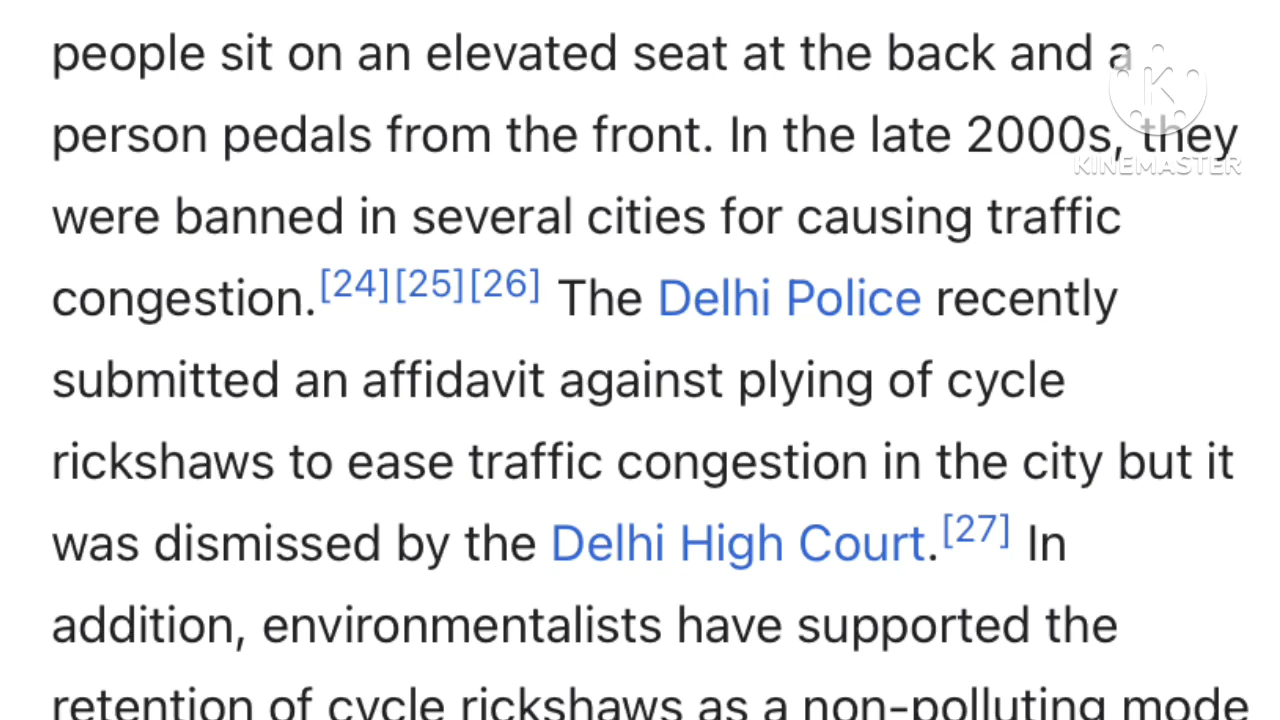 people sit on an elevated seat at the back and a
person pedals from the front. In the late 2000s, they
were banned in several cities for causing traffic
congestion.[24][25][26] The Delhi Police recently
submitted an affidavit against plying of cycle
rickshaws to ease traffic congestion in the city but it
was dismissed by the Delhi High Court.[27] In
addition, environmentalists have supported the
retention of cycle rickshaws as a non-polluting mode
K
KINEMASTER